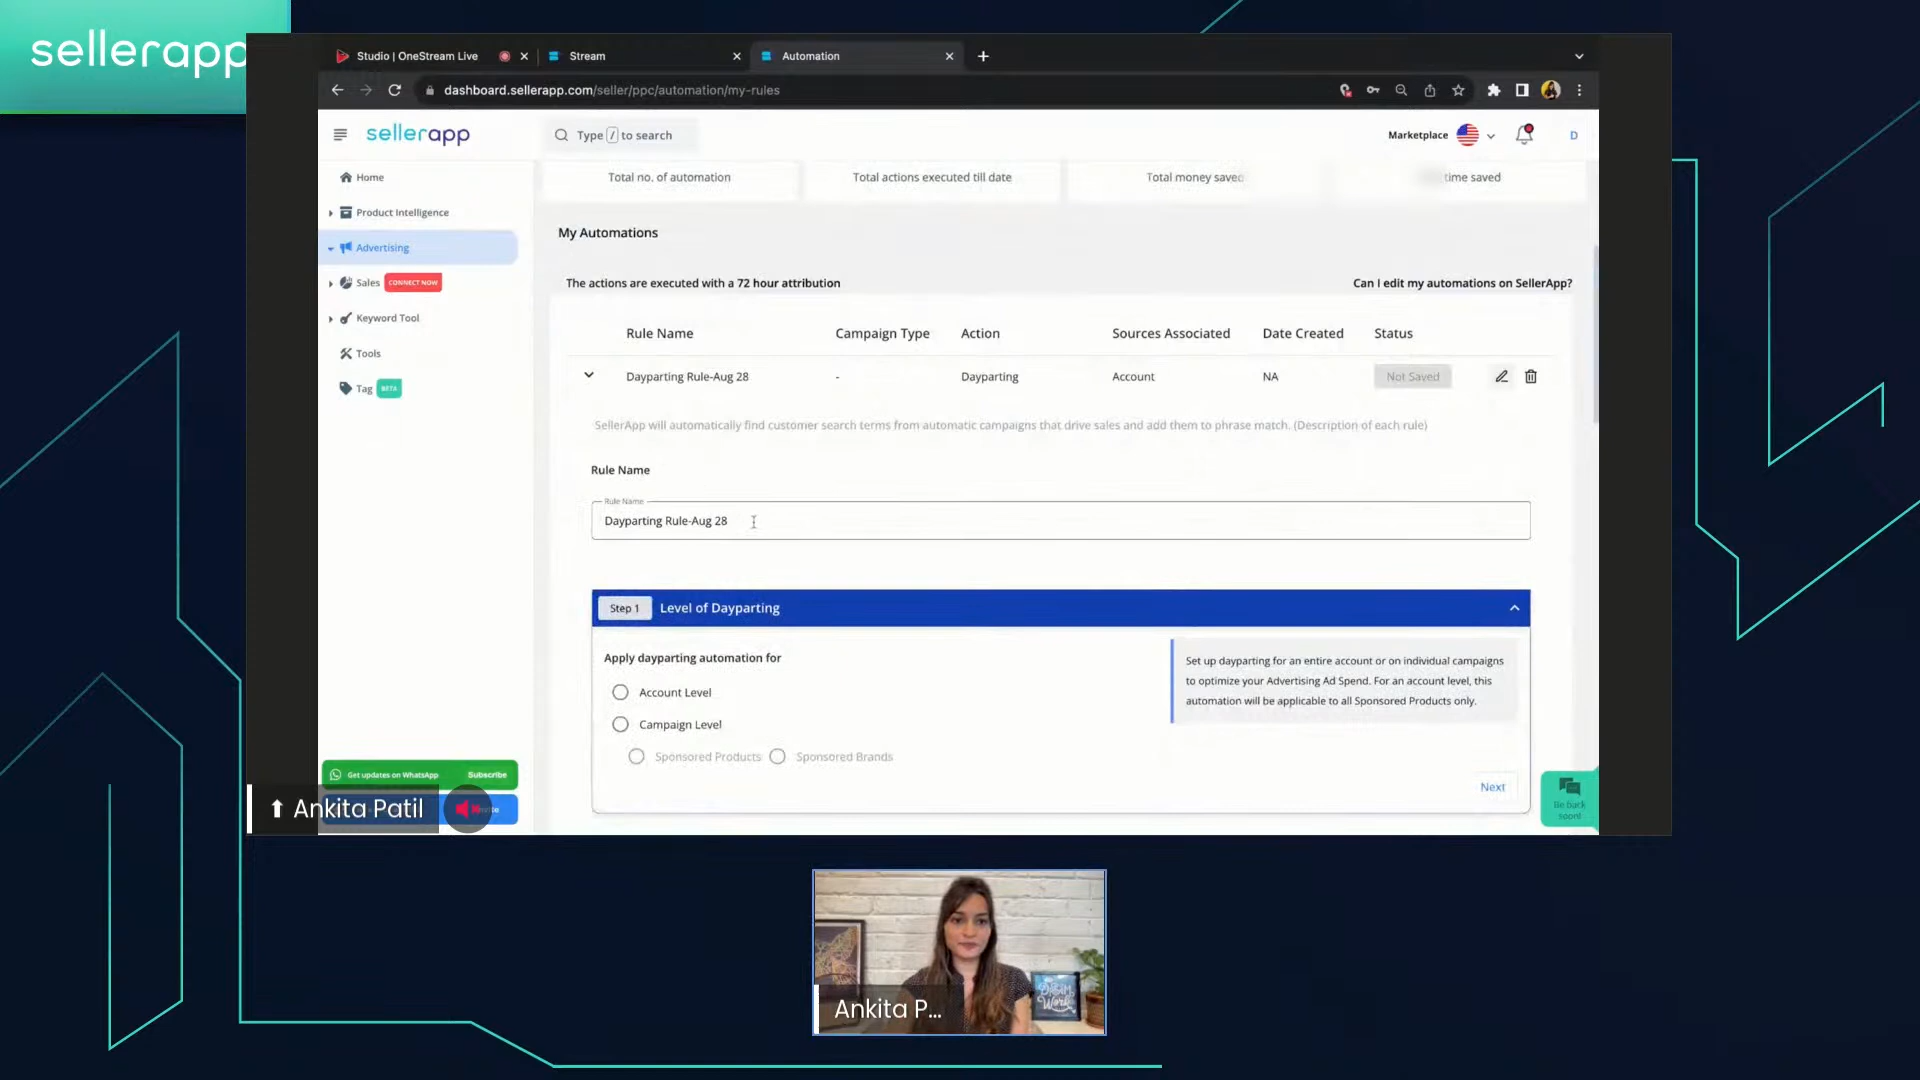 sellerapp
Studio | OneStream Live
Stream
Automation
dashboard.sellerapp.com/seller/ppc/automation/my-rules
sellerapp
Type / to search
Marketplace
D
Home
Product Intelligence
Advertising
Sales CONNECT NOW
Keyword Tool
Tools
Tag BETA
Total no. of automation
Total actions executed till date
Total money saved
time saved
My Automations
The actions are executed with a 72 hour attribution
Can I edit my automations on SellerApp?
Rule Name Campaign Type Action Sources Associated Date Created Status
Dayparting Rule-Aug 28 - Dayparting Account NA Not Saved
SellerApp will automatically find customer search terms from automatic campaigns that drive sales and add them to phrase match. (Description of each rule)
Rule Name
Rule Name
Dayparting Rule-Aug 28
Step 1 Level of Dayparting
Apply dayparting automation for
Account Level
Campaign Level
Sponsored Products Sponsored Brands
Set up dayparting for an entire account or on individual campaigns
to optimize your Advertising Ad Spend. For an account level, this
automation will be applicable to all Sponsored Products only.
Next
Get updates on WhatsApp Subscribe
Ankita Patil
Be back
soon!
Ankita P...